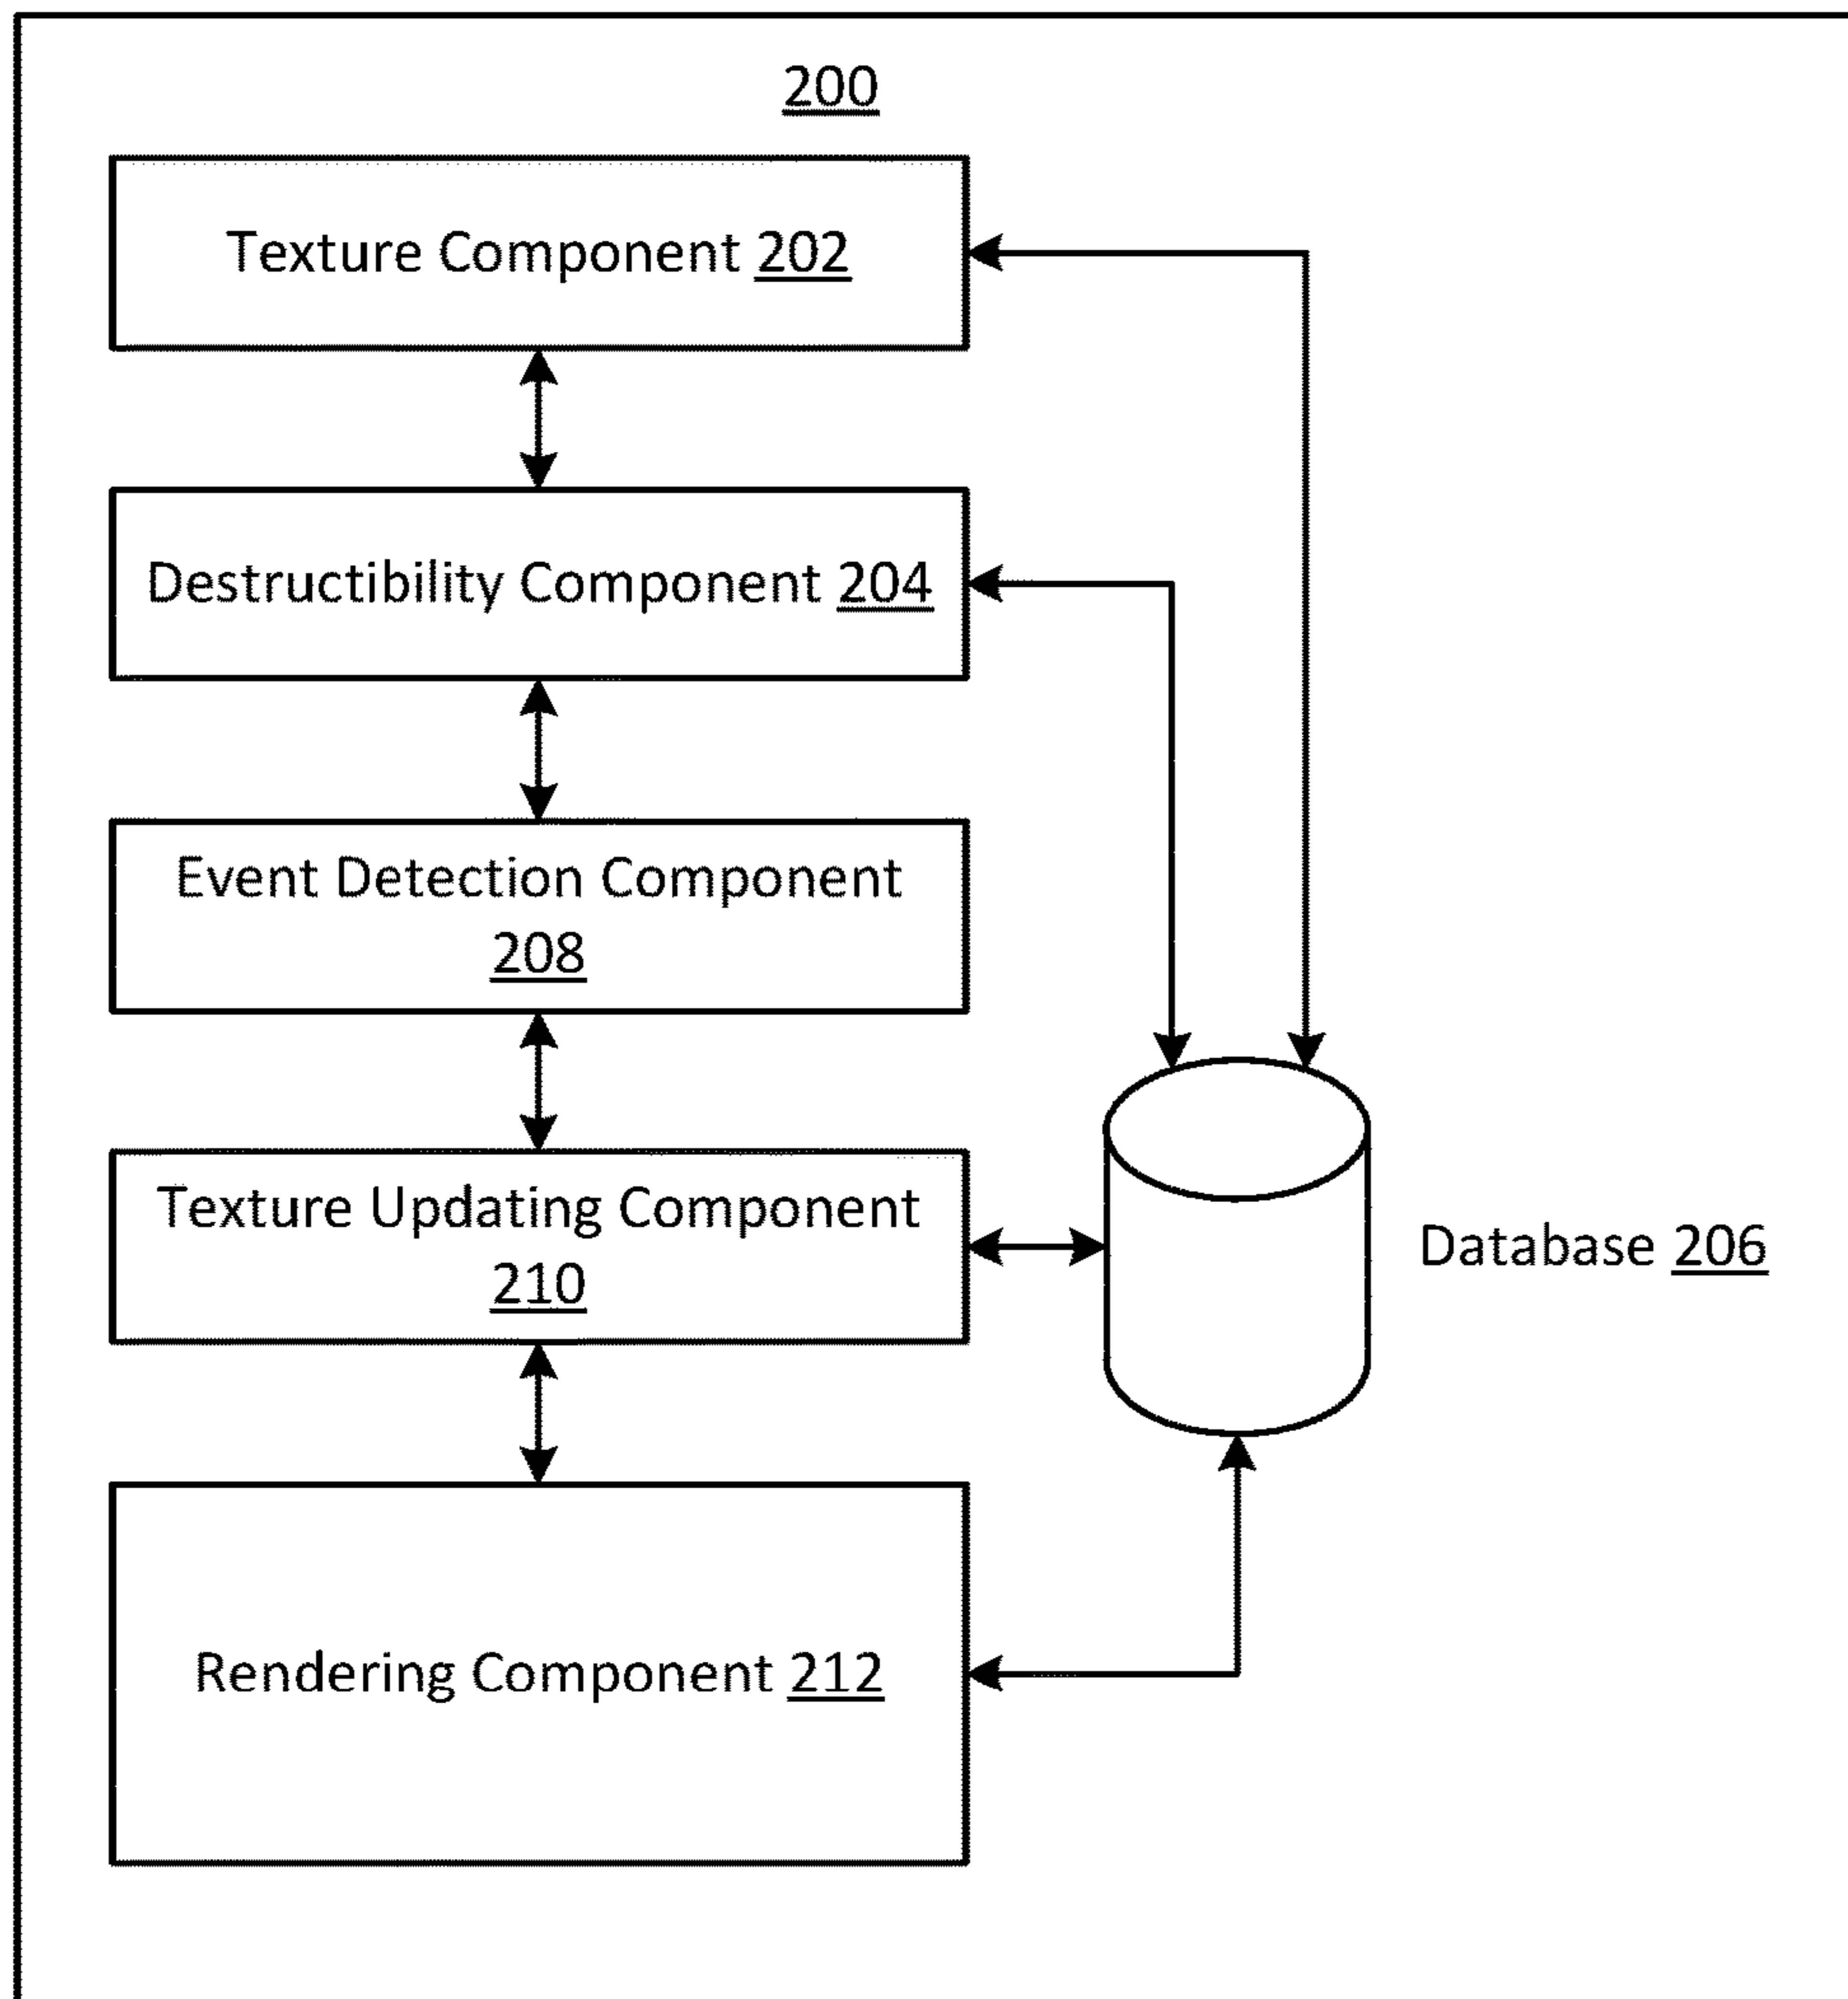 200
Texture Component 202
Destructibility Component 204
Event Detection Component
208
Texture Updating Component
210
Database 206
Rendering Component 212